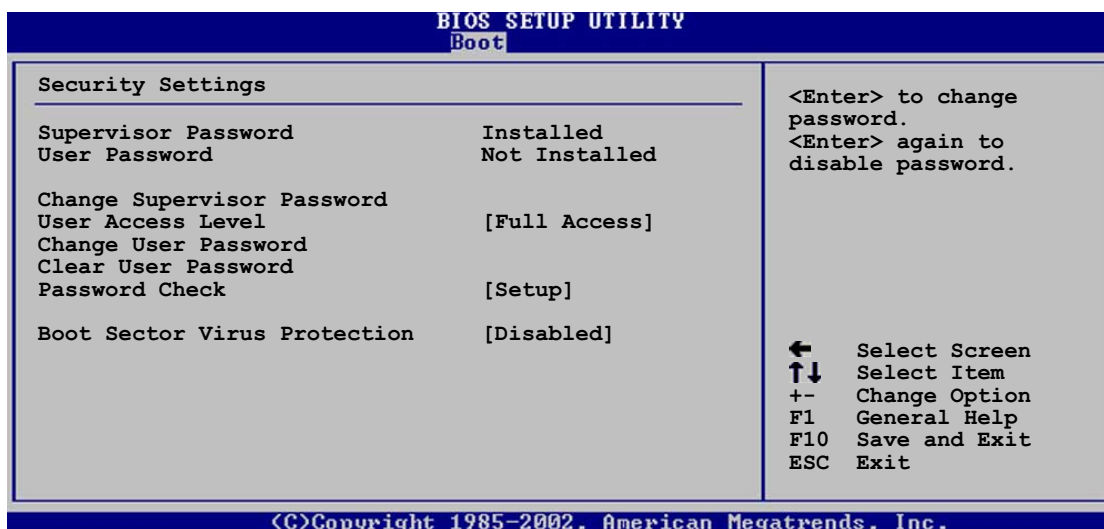 BIOS SETUP UTILITY
Boot
Security Settings
Supervisor Password Installed
User Password Not Installed
Change Supervisor Password
User Access Level [Full Access]
Change User Password
Clear User Password
Password Check [Setup]
Boot Sector Virus Protection [Disabled]
<Enter> to change
password.
<Enter> again to
disable password.
← Select Screen
↑↓ Select Item
+- Change Option
F1 General Help
F10 Save and Exit
ESC Exit
(C)Copyright 1985-2002, American Megatrends, Inc.